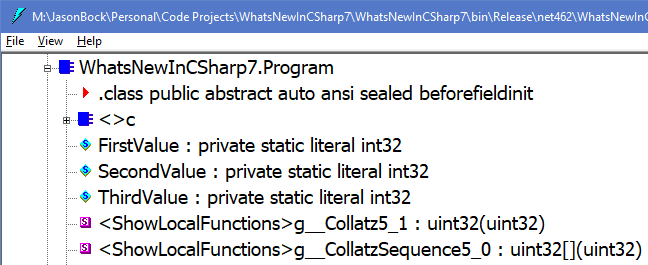 M:\JasonBock\Personal\Code Projects\WhatsNewInCSharp7\WhatsNewInCSharp7\bin\Release\net462\WhatsNewInC
File View Help
WhatsNewInCSharp7.Program
.class public abstract auto ansi sealed beforefieldinit
<>c
FirstValue : private static literal int32
SecondValue : private static literal int32
ThirdValue : private static literal int32
<ShowLocalFunctions>g__Collatz5_1 : uint32(uint32)
<ShowLocalFunctions>g__CollatzSequence5_0 : uint32[](uint32)